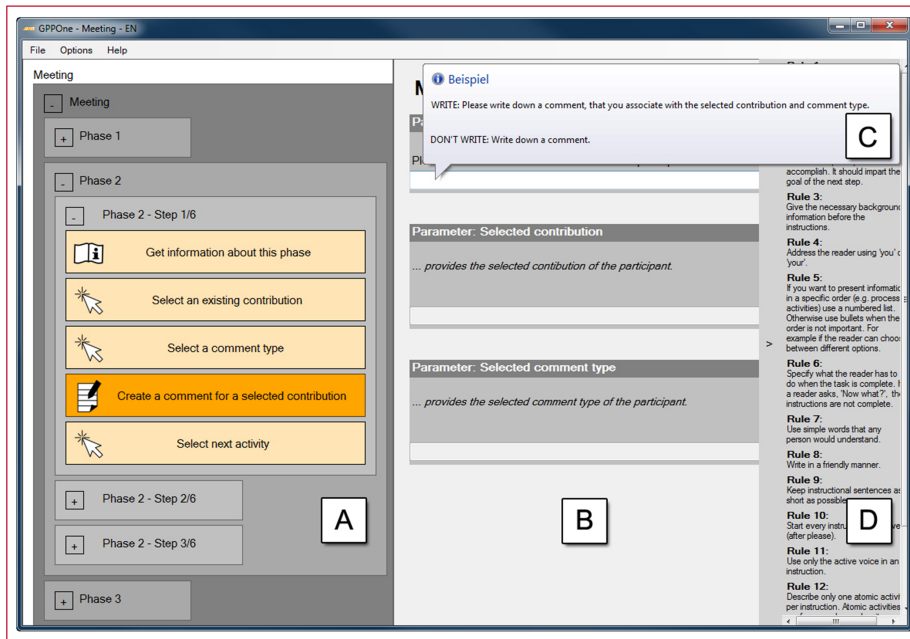 GPPOne - Meeting - EN
File Options Help
Meeting
- Meeting
+ Phase 1
- Phase 2
- Phase 2 - Step 1/6
Get information about this phase
Select an existing contribution
Select a comment type
Create a comment for a selected contribution
Select next activity
+ Phase 2 - Step 2/6
+ Phase 2 - Step 3/6
+ Phase 3
A
Beispiel
WRITE: Please write down a comment, that you associate with the selected contribution and comment type.
DON'T WRITE: Write down a comment.
C
Parameter: Selected contribution
... provides the selected contibution of the participant.
Parameter: Selected comment type
... provides the selected comment type of the participant.
B
>
accomplish. It should impart the
goal of the next step.
Rule 3:
Give the necessary background
information before the
instructions.
Rule 4:
Address the reader using 'you'
'your'.
Rule 5:
If you want to present
in a specific order (e.g. process
activities) use a numbered list.
Otherwise use bullets when the
order is not important. For
example if the reader can
between different options.
Rule 6:
Specify what the reader has to
do when the task is complete.
a reader asks, 'Now what?',
instructions are not complete.
Rule 7:
Use simple words that any
person would understand.
Rule 8:
Write in a friendly manner.
Rule 9:
Keep instructional sentences as
short as possible
Rule 10:
Start every
(after please).
D
Rule 11:
Use only the active voice in an
instruction.
Rule 12:
Describe only one atomic
per instruction. Atomic activities